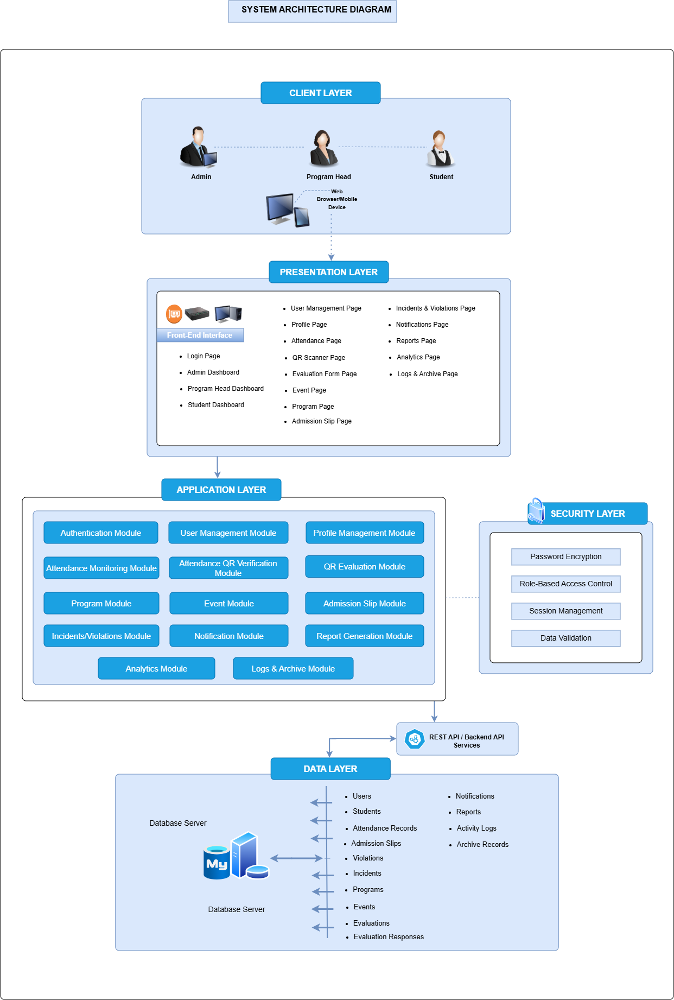 SYSTEM ARCHITECTURE DIAGRAM
CLIENT LAYER
Admin
Program Head
Student
Web
Browser/Mobile
Device
PRESENTATION LAYER
Front-End Interface
Login Page
Admin Dashboard
Program Head Dashboard
Student Dashboard
User Management Page
Profile Page
Attendance Page
QR Scanner Page
Evaluation Form Page
Event Page
Program Page
Admission Slip Page
Incidents & Violations Page
Notifications Page
Reports Page
Analytics Page
Logs & Archive Page
APPLICATION LAYER
Authentication Module
User Management Module
Profile Management Module
Attendance Monitoring Module
Attendance QR Verification
Module
QR Evaluation Module
Program Module
Event Module
Admission Slip Module
Incidents/Violations Module
Notification Module
Report Generation Module
Analytics Module
Logs & Archive Module
SECURITY LAYER
Password Encryption
Role-Based Access Control
Session Management
Data Validation
REST API / Backend API
Services
DATA LAYER
Database Server
My
Database Server
Users
Students
Attendance Records
Admission Slips
Violations
Incidents
Programs
Events
Evaluations
Evaluation Responses
Notifications
Reports
Activity Logs
Archive Records